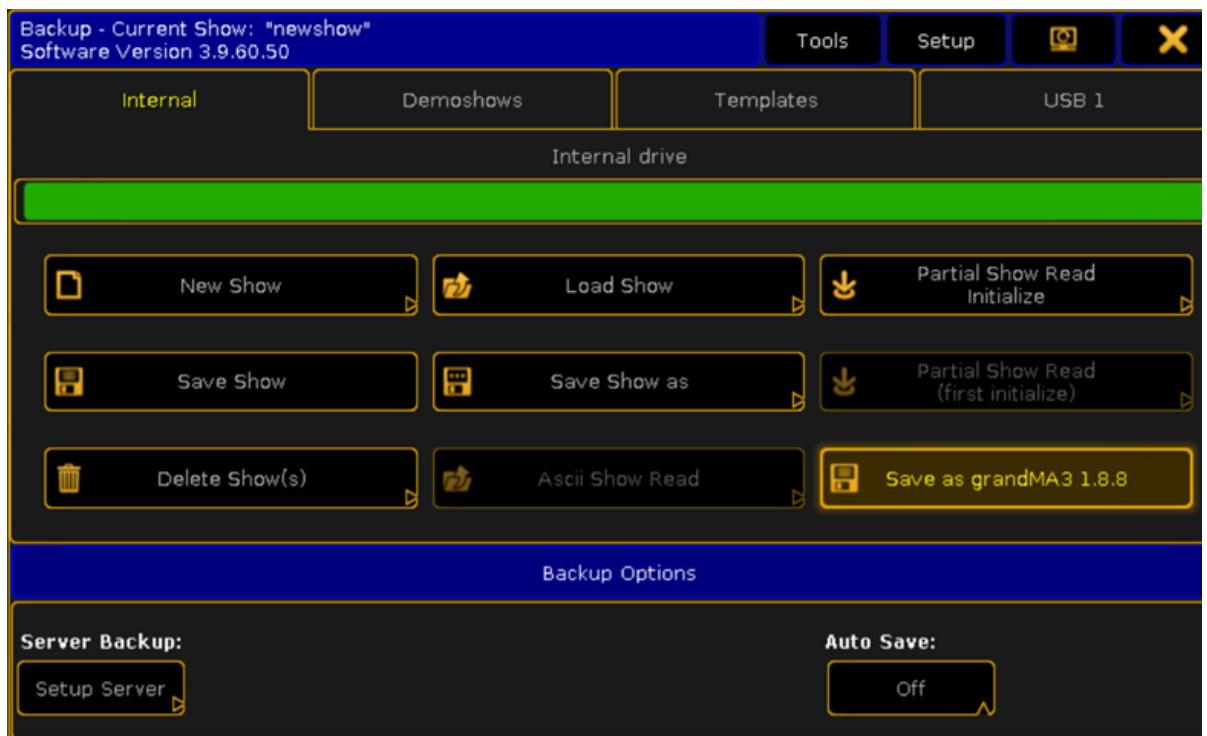 Backup - Current Show: "newshow"
Software Version 3.9.60.50
Tools
Setup
Internal
Demoshows
Templates
USB 1
Internal drive
New Show
Load Show
Partial Show Read
Initialize
Save Show
Save Show as
Partial Show Read
(first initialize)
Delete Show(s)
Ascii Show Read
Save as grandMA3 1.8.8
Backup Options
Server Backup:
Auto Save:
Setup Server
Off